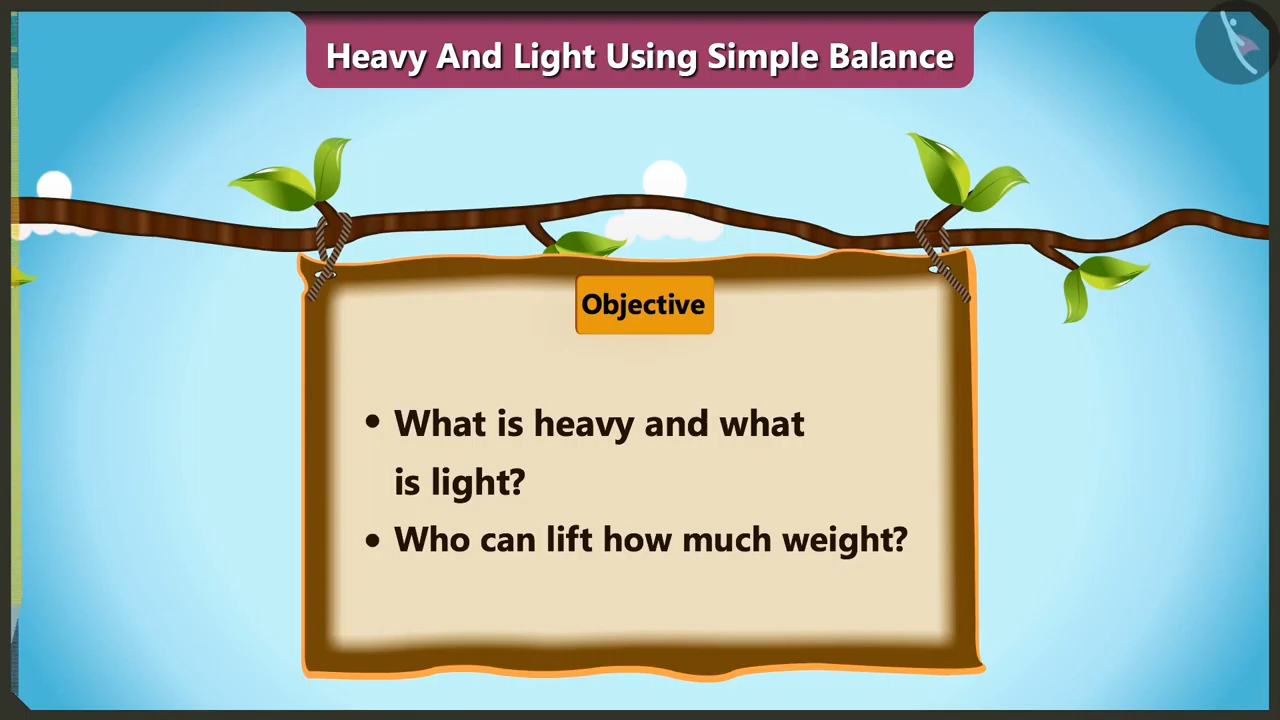 Heavy And Light Using Simple Balance
Objective
• What is heavy and what
is light?
• Who can lift how much weight?